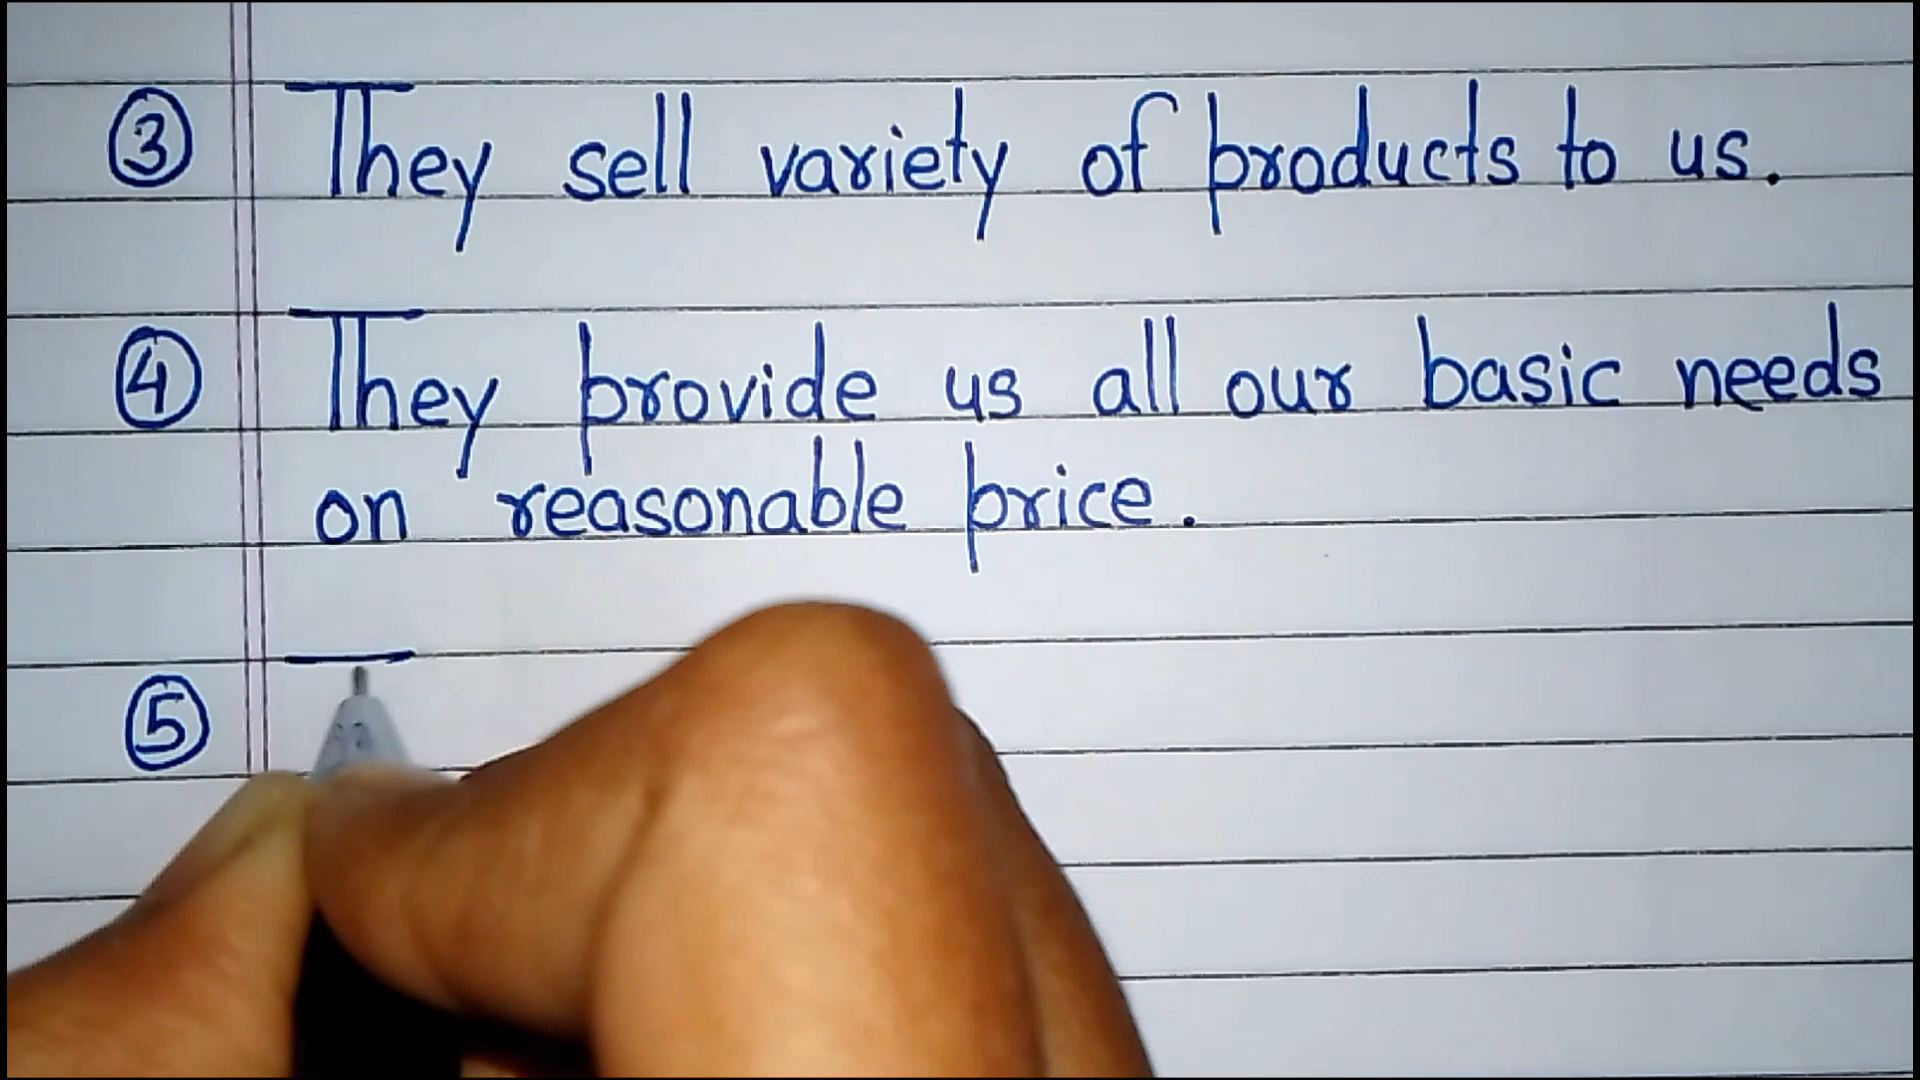 ③ They sell variety of products to us.
④ They provide us all our basic needs
on reasonable price.
⑤